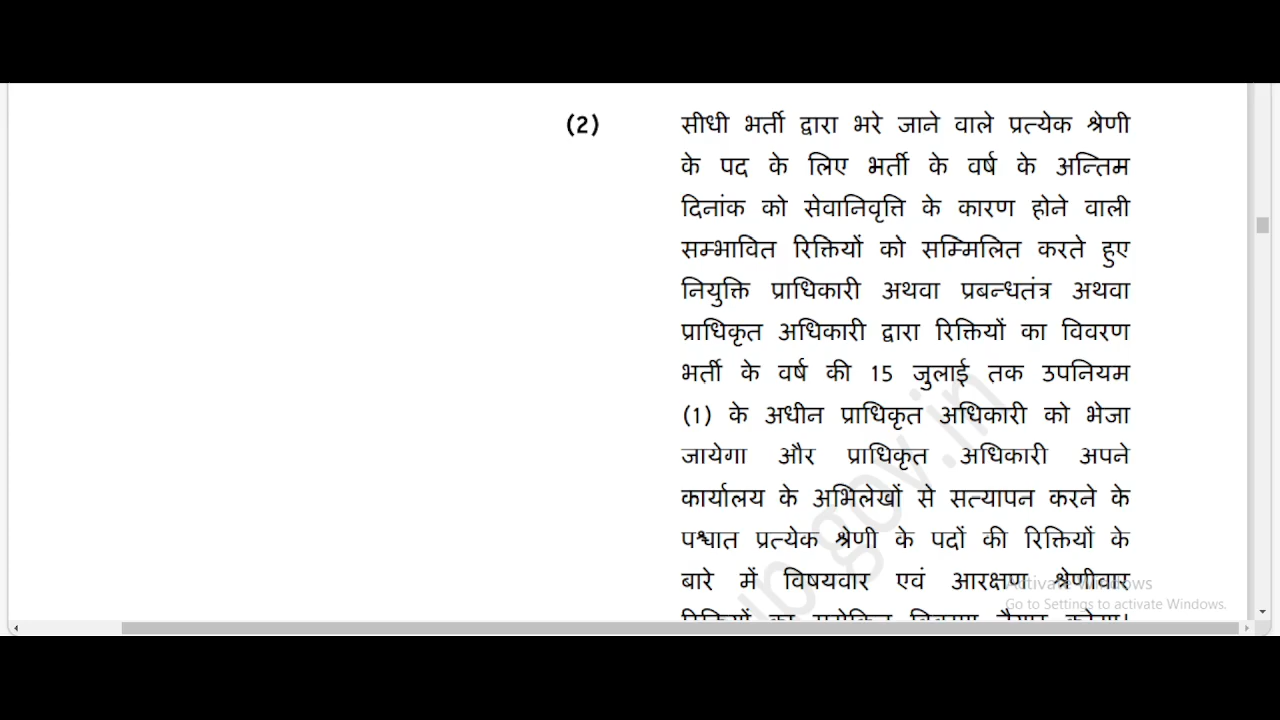 (2) सीधी भर्ती द्वारा भरे जाने वाले प्रत्येक श्रेणी
के पद के लिए भर्ती के वर्ष के अन्तिम
दिनांक को सेवानिवृत्ति के कारण होने वाली
सम्भावित रिक्तियों को सम्मिलित करते हुए
नियुक्ति प्राधिकारी अथवा प्रबन्धतंत्र अथवा
प्राधिकृत अधिकारी द्वारा रिक्तियों का विवरण
भर्ती के वर्ष की 15 जुलाई तक उपनियम
(1) के अधीन प्राधिकृत अधिकारी को भेजा
जायेगा और प्राधिकृत अधिकारी अपने
कार्यालय के अभिलेखों से सत्यापन करने के
पश्चात प्रत्येक श्रेणी के पदों की रिक्तियों के
बारे में विषयवार एवं आरक्षण श्रेणीवार
Activate Windows
Go to Settings to activate Windows.